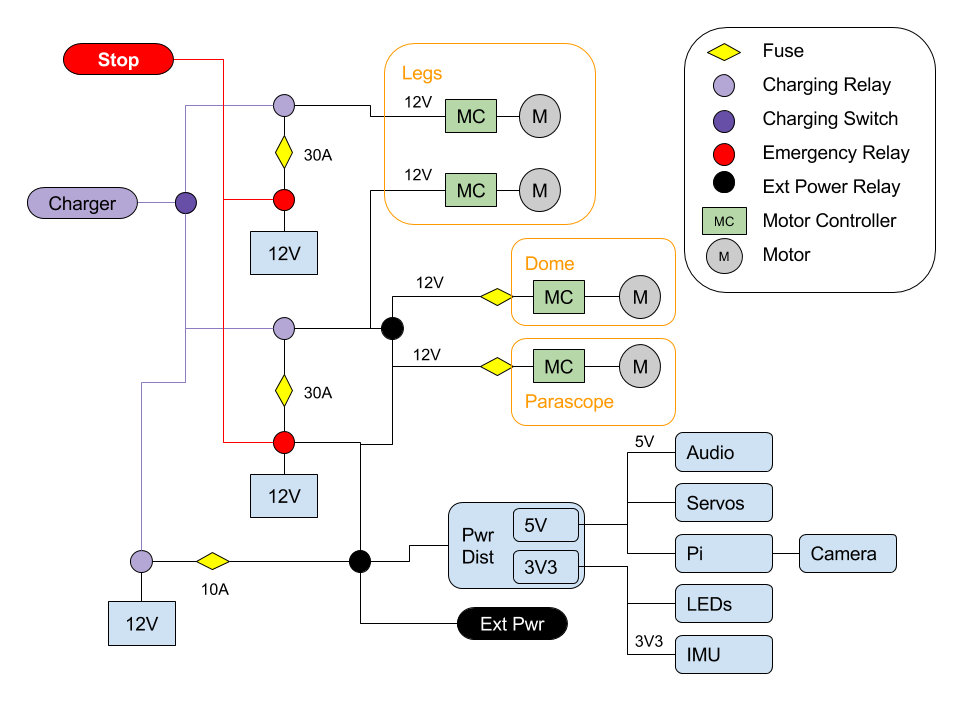 Stop
Legs
12V
MC
M
30A
12V
MC
M
Charger
12V
Dome
12V
MC
M
12V
MC
M
Parascope
30A
12V
5V
Audio
Servos
Pwr
Dist
5V
3V3
Pi
Camera
10A
12V
Ext Pwr
LEDs
3V3
IMU
Fuse
Charging Relay
Charging Switch
Emergency Relay
Ext Power Relay
MC
Motor Controller
M
Motor